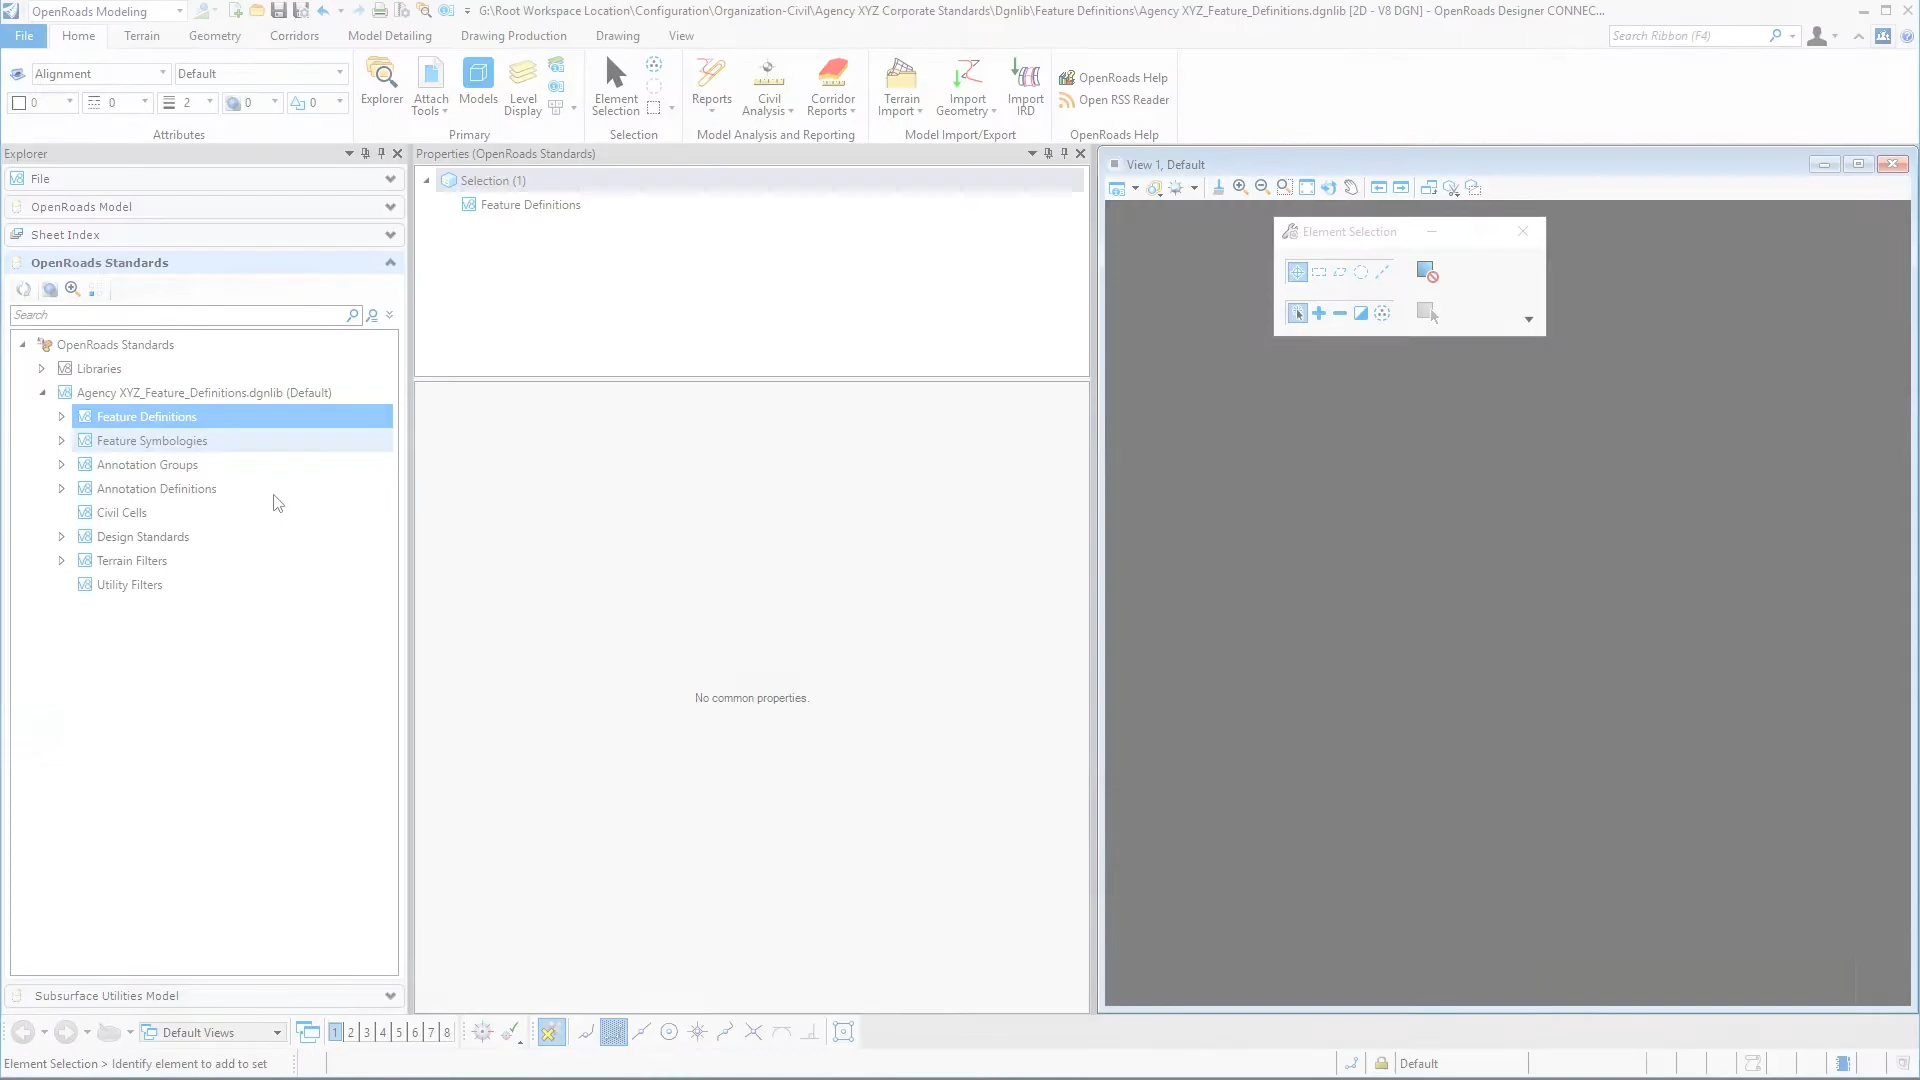 OpenRoads Modeling
G:\Root Workspace Location\Configuration\Organization-Civil\Agency XYZ Corporate Standards\Dgnlib\Feature Definitions\Agency XYZ_Feature_Definitions.dgnlib [2D - V8 DGN] - OpenRoads Designer CONNEC...
File Home Terrain Geometry Corridors Model Detailing Drawing Production Drawing View
Search Ribbon (F4)
Alignment Default
0 0 2 0 0
Attributes
Explorer
Attach Tools
Models
Level Display
Primary
Element Selection
Selection
Reports
Civil Analysis
Corridor Reports
Model Analysis and Reporting
Terrain Import
Import Geometry
Import IRD
Model Import/Export
OpenRoads Help
Open RSS Reader
OpenRoads Help
Explorer
File
OpenRoads Model
Sheet Index
OpenRoads Standards
Search
OpenRoads Standards
Libraries
Agency XYZ_Feature_Definitions.dgnlib (Default)
Feature Definitions
Feature Symbologies
Annotation Groups
Annotation Definitions
Civil Cells
Design Standards
Terrain Filters
Utility Filters
Subsurface Utilities Model
Properties (OpenRoads Standards)
Selection (1)
Feature Definitions
No common properties.
View 1, Default
Element Selection
Default Views
1 2 3 4 5 6 7 8
Element Selection > Identify element to add to set
Default